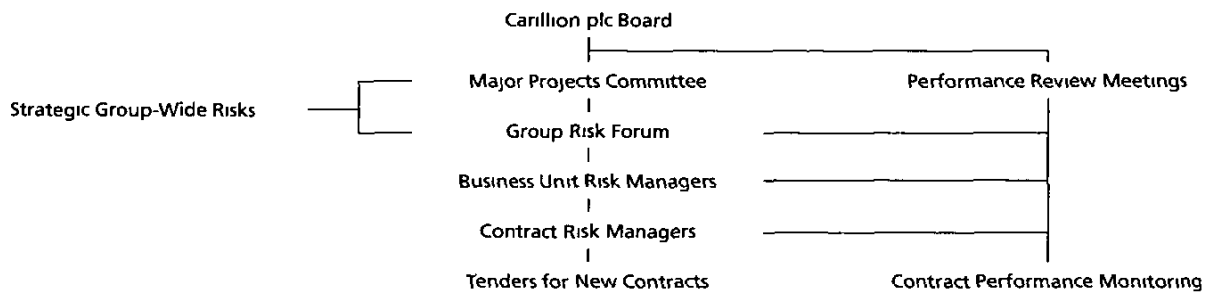 Carillion plc Board
Major Projects Committee
Performance Review Meetings
Strategic Group-Wide Risks
Group Risk Forum
Business Unit Risk Managers
Contract Risk Managers
Tenders for New Contracts
Contract Performance Monitoring